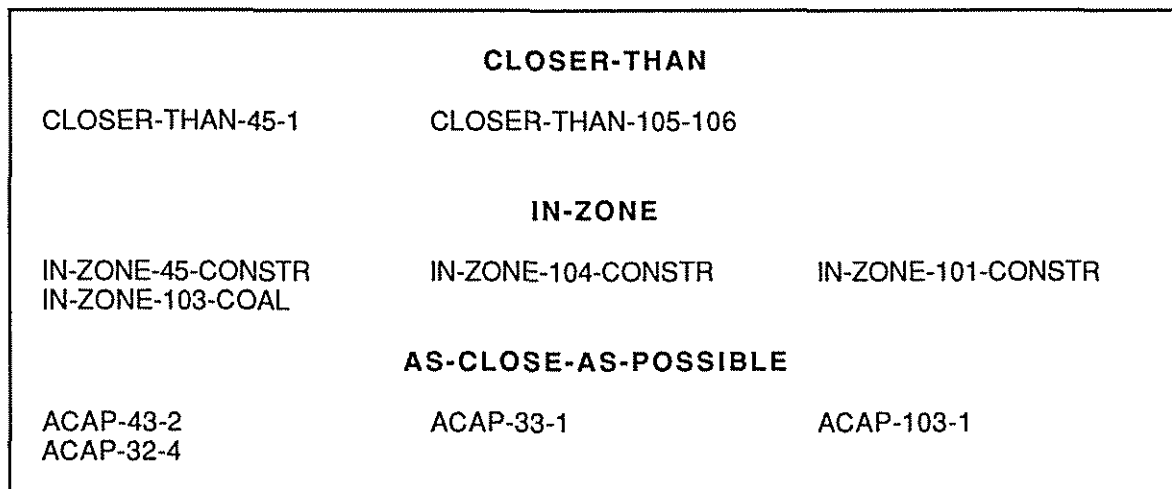 CLOSER-THAN
CLOSER-THAN-45-1 CLOSER-THAN-105-106
IN-ZONE
IN-ZONE-45-CONSTR IN-ZONE-104-CONSTR IN-ZONE-101-CONSTR
IN-ZONE-103-COAL
AS-CLOSE-AS-POSSIBLE
ACAP-43-2 ACAP-33-1 ACAP-103-1
ACAP-32-4